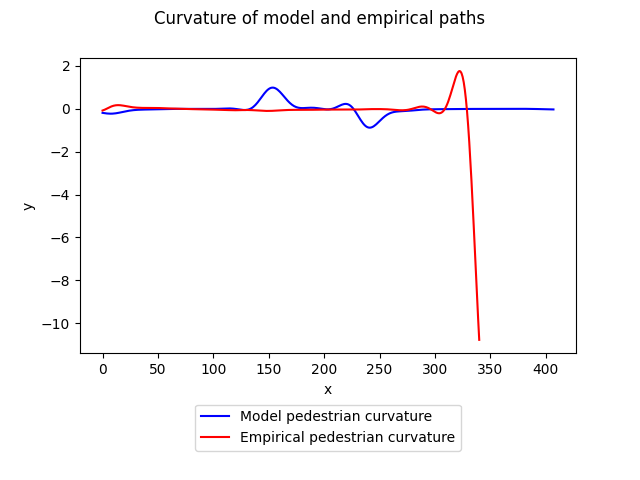 Curvature of model and empirical paths
2
0
−2
−4
−6
−8
−10
y
0 50 100 150 200 250 300 350 400
x
Model pedestrian curvature
Empirical pedestrian curvature